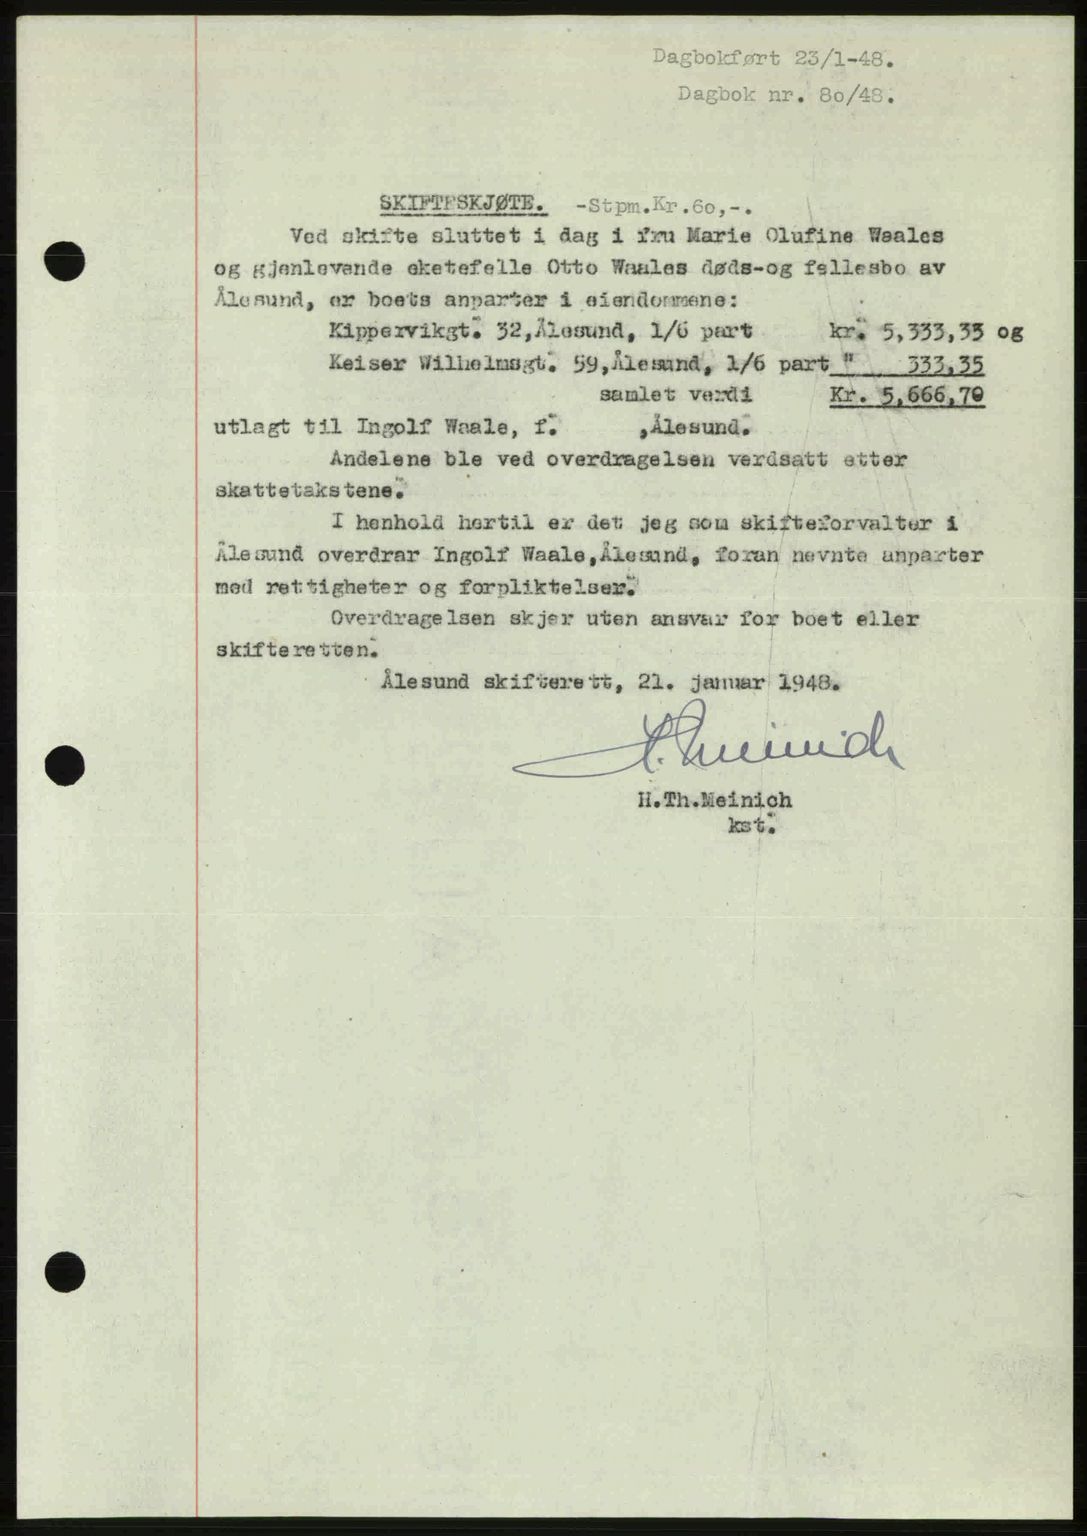 Dagbokført 23/1-48.
Dagbok nr. 80/48.
SKIFTESKJØTE. -Stpm.Kr.60,-.
Ved skifte sluttet i dag i fru Marie Olufine Waales
og gjenlevende eketefelle Otto Waales døds-og fellesbo av
Ålesund, er boets anparter i eiendommene:
Kippervikgt. 32,Ålesund, 1/6 part kr. 5,333,35 og
Keiser Wilhelmsgt. 59,Ålesund, 1/6 part " 333,35
samlet verdi Kr. 5,666,70
utlagt til Ingolf Waale, f. ,Ålesund.
Andelene ble ved overdragelsen verdsatt etter
skattetakstene.
I henhold hertil er det jeg som skifteforvalter i
Ålesund overdrar Ingolf Waale,Ålesund, foran nevnte anparter
med rettigheter og forpliktelser.
Overdragelsen skjer uten ansvar for boet eller
skifteretten.
Ålesund skifterett, 21. januar 1948.
H. Meinich
H.Th.Meinich
kst.